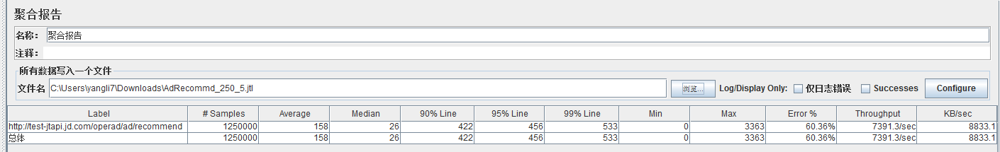 聚合报告
名称： 聚合报告
注释：
所有数据写入一个文件
文件名 C:\Users\yangli7\Downloads\AdRecommd_250_5.jtl 浏览... Log/Display Only: 仅日志错误 Successes Configure
Label # Samples Average Median 90% Line 95% Line 99% Line Min Max Error % Throughput KB/sec
http://test-jtapi.jd.com/operad/ad/recommend 1250000 158 26 422 456 533 0 3363 60.36% 7391.3/sec 8833.1
总体 1250000 158 26 422 456 533 0 3363 60.36% 7391.3/sec 8833.1